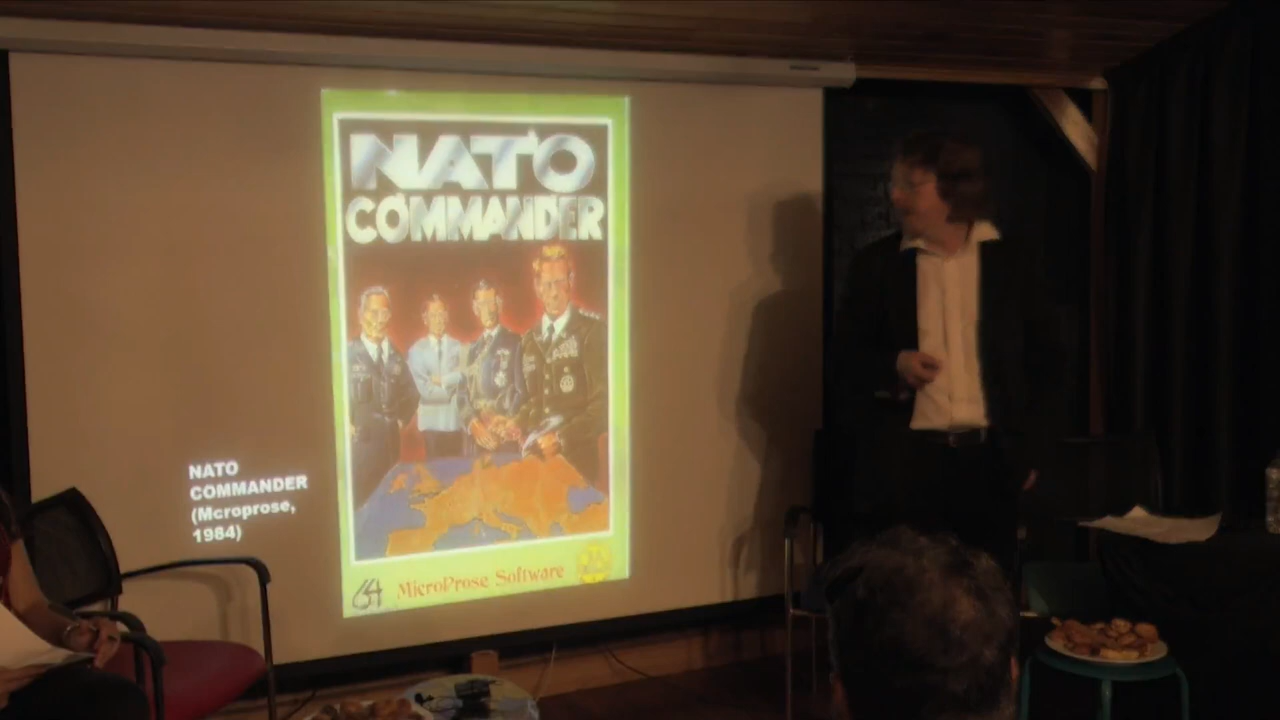 NATO
COMMANDER
NATO
COMMANDER
(Mcroprose,
1984)
64 MicroProse Software